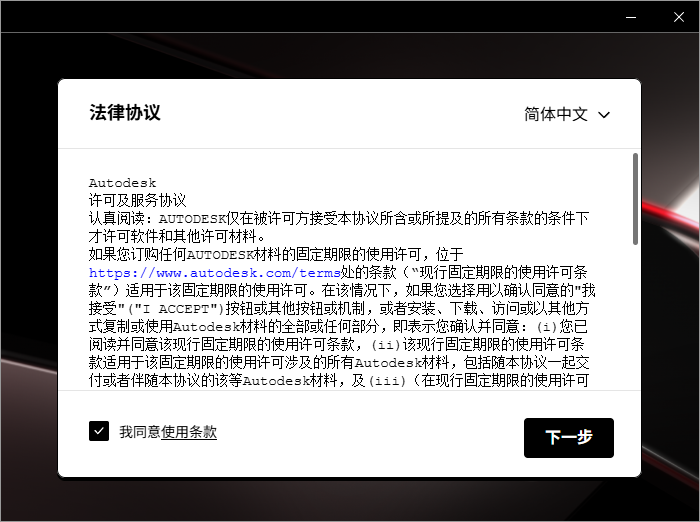 法律协议
简体中文
Autodesk
许可及服务协议
认真阅读：AUTODESK仅在被许可方接受本协议所含或所提及的所有条款的条件下
才许可软件和其他许可材料。
如果您订购任何AUTODESK材料的固定期限的使用许可，位于
https://www.autodesk.com/terms处的条款（“现行固定期限的使用许可条
款”）适用于该固定期限的使用许可。在该情况下，如果您选择用以确认同意的"我
接受"("I ACCEPT")按钮或其他按钮或机制，或者安装、下载、访问或以其他方
式复制或使用Autodesk材料的全部或任何部分，即表示您确认并同意：(i)您已
阅读并同意该现行固定期限的使用许可条款，(ii)该现行固定期限的使用许可条
款适用于该固定期限的使用许可涉及的所有Autodesk材料，包括随本协议一起交
付或者伴随本协议的该等Autodesk材料，及(iii)（在现行固定期限的使用许可
我同意使用条款
下一步